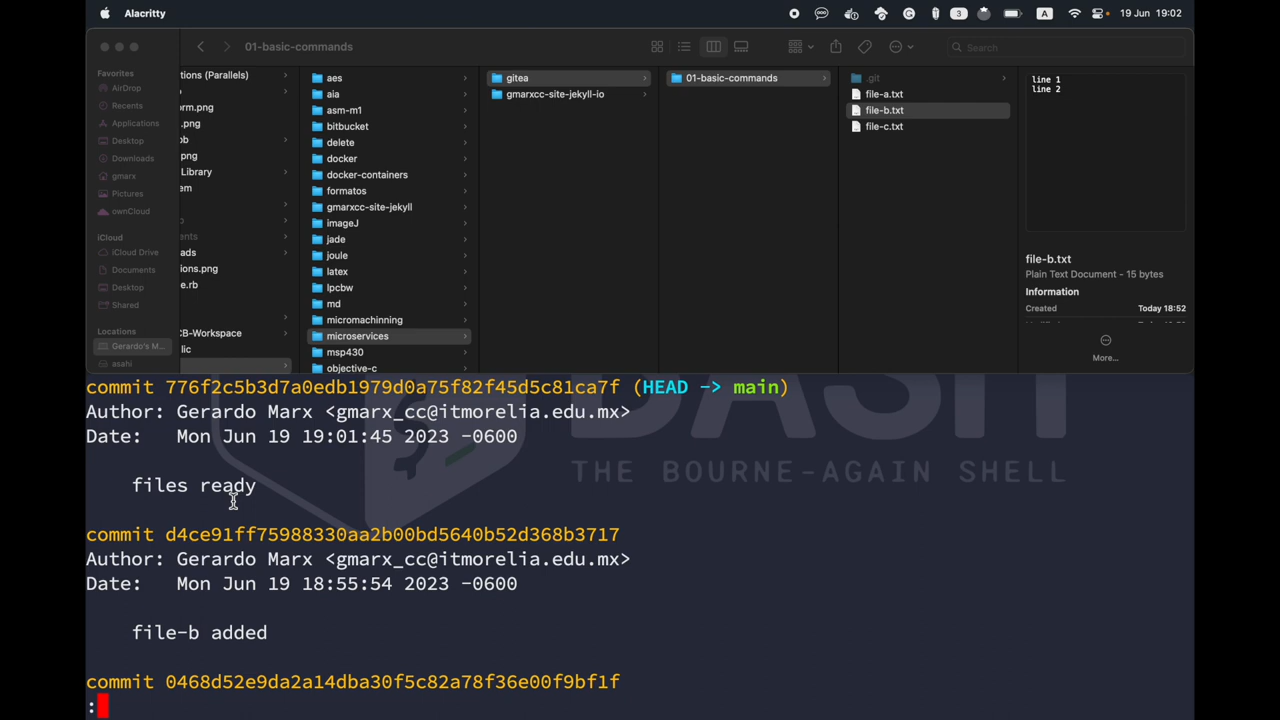 Alacritty
3
A
19 Jun 19:02
01-basic-commands
Search
Favorites
AirDrop
Recents
Applications
Desktop
Downloads
gmarx
Pictures
ownCloud
iCloud
iCloud Drive
Documents
Desktop
Shared
Locations
Gerardo's M...
asahi
tions (Parallels)
orm.png
.png
ob
png
Library
em
ents
ads
ions.png
e.rb
CB-Workspace
lic
aes
aia
asm-m1
bitbucket
delete
docker
docker-containers
formatos
gmarxcc-site-jekyll
imageJ
jade
joule
latex
lpcbw
md
micromachinning
microservices
msp430
objective-c
gitea
gmarxcc-site-jekyll-io
01-basic-commands
.git
file-a.txt
file-b.txt
file-c.txt
line 1
line 2
file-b.txt
Plain Text Document - 15 bytes
Information
Created Today 18:52
More...
BASH
THE BOURNE-AGAIN SHELL
commit 776f2c5b3d7a0edb1979d0a75f82f45d5c81ca7f (HEAD -> main)
Author: Gerardo Marx <gmarx_cc@itmorelia.edu.mx>
Date: Mon Jun 19 19:01:45 2023 -0600
files ready
commit d4ce91ff75988330aa2b00bd5640b52d368b3717
Author: Gerardo Marx <gmarx_cc@itmorelia.edu.mx>
Date: Mon Jun 19 18:55:54 2023 -0600
file-b added
commit 0468d52e9da2a14dba30f5c82a78f36e00f9bf1f
: